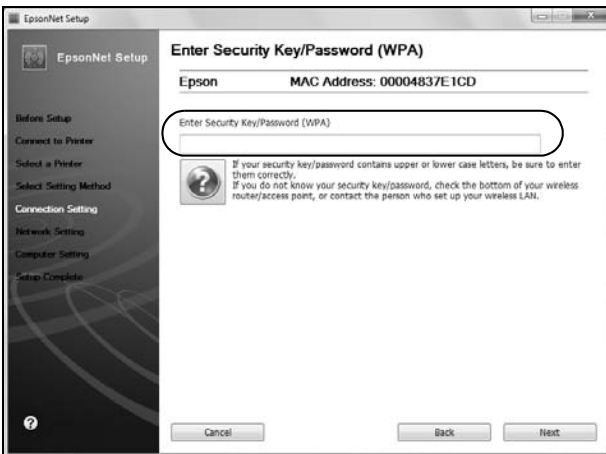 EpsonNet Setup
EpsonNet Setup
Before Setup
Connect to Printer
Select a Printer
Select Setting Method
Connection Setting
Network Setting
Computer Setting
Setup Complete
Enter Security Key/Password (WPA)
Epson MAC Address: 00004837E1CD
Enter Security Key/Password (WPA)
If your security key/password contains upper or lower case letters, be sure to enter
them correctly.
If you do not know your security key/password, check the bottom of your wireless
router/access point, or contact the person who set up your wireless LAN.
Cancel Back Next